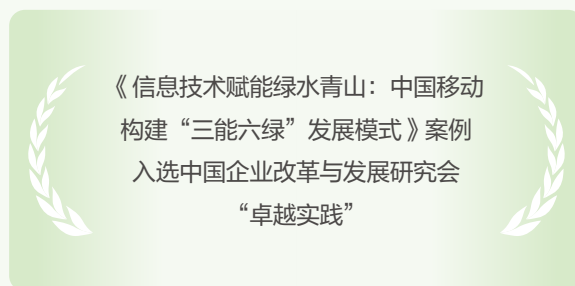 《信息技术赋能绿水青山：中国移动
构建“三能六绿”发展模式》案例
入选中国企业改革与发展研究会
“卓越实践”